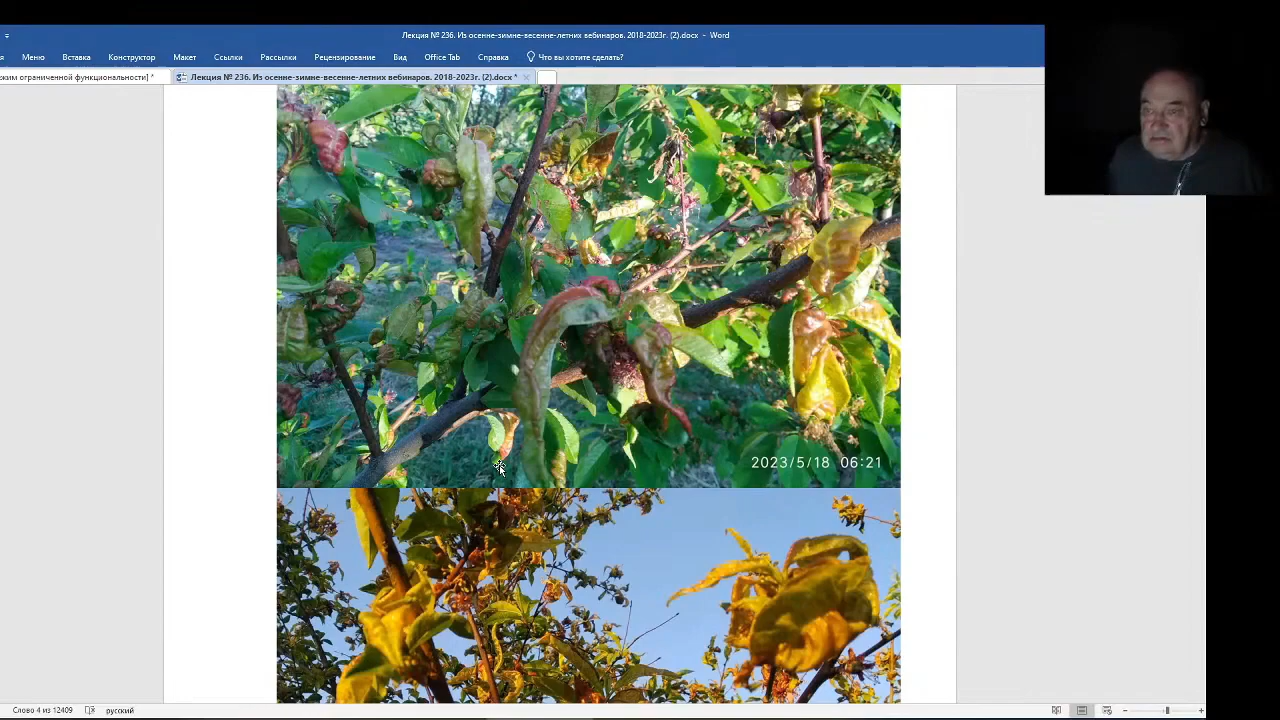 Лекция № 236. Из осенне-зимне-весенне-летних вебинаров. 2018-2023г. (2).docx - Word
я Меню Вставка Конструктор Макет Ссылки Рассылки Рецензирование Вид Office Tab Справка Что вы хотите сделать?
жим ограниченной функциональности] * Лекция № 236. Из осенне-зимне-весенне-летних вебинаров. 2018-2023г. (2).docx *
2023/5/18 06:21
Слово 4 из 12409 русский